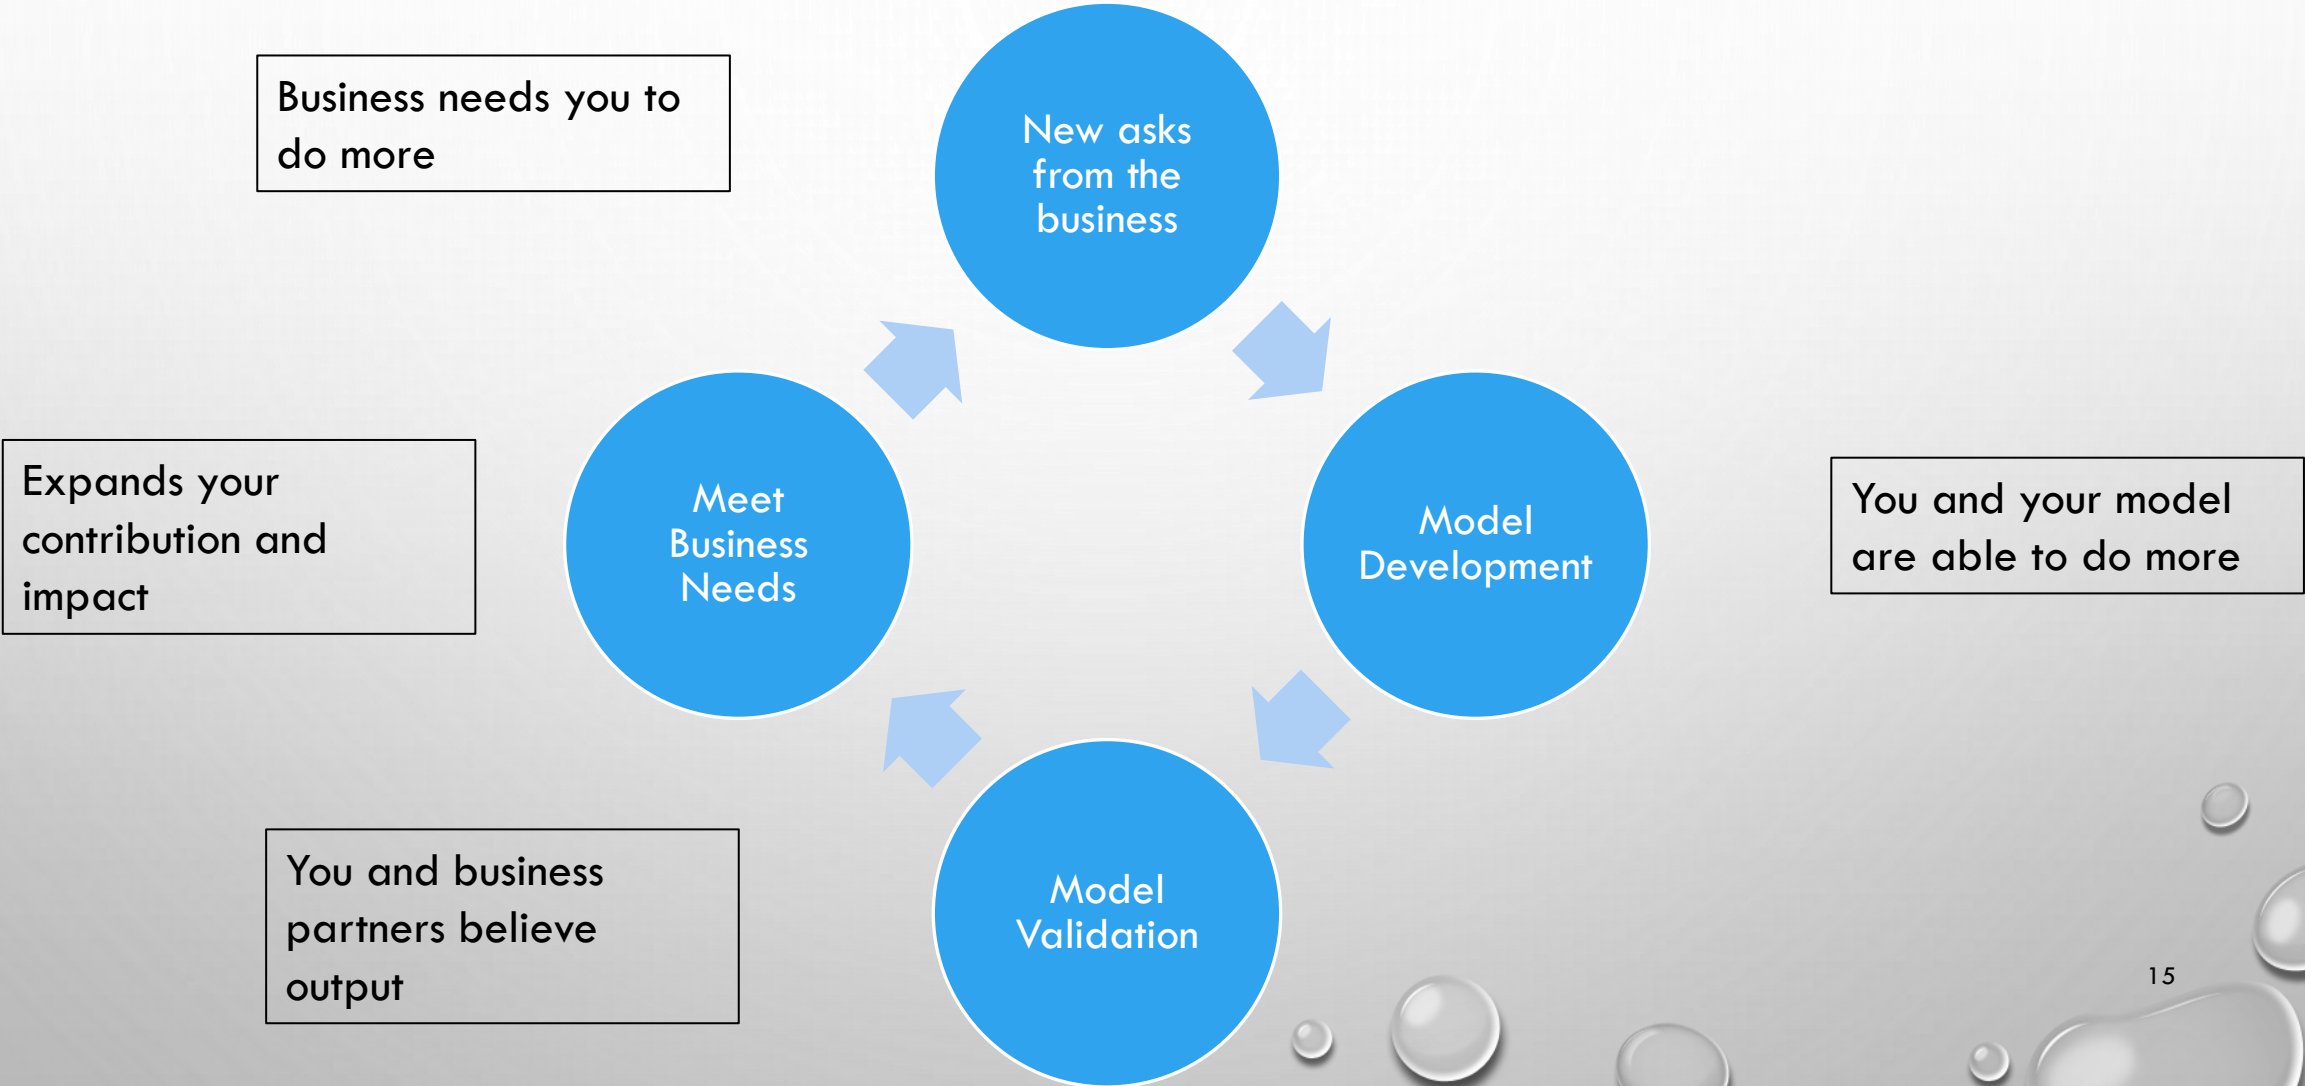 Business needs you to
do more
New asks
from the
business
Expands your
contribution and
impact
Meet
Business
Needs
Model
Development
You and your model
are able to do more
You and business
partners believe
output
Model
Validation
15